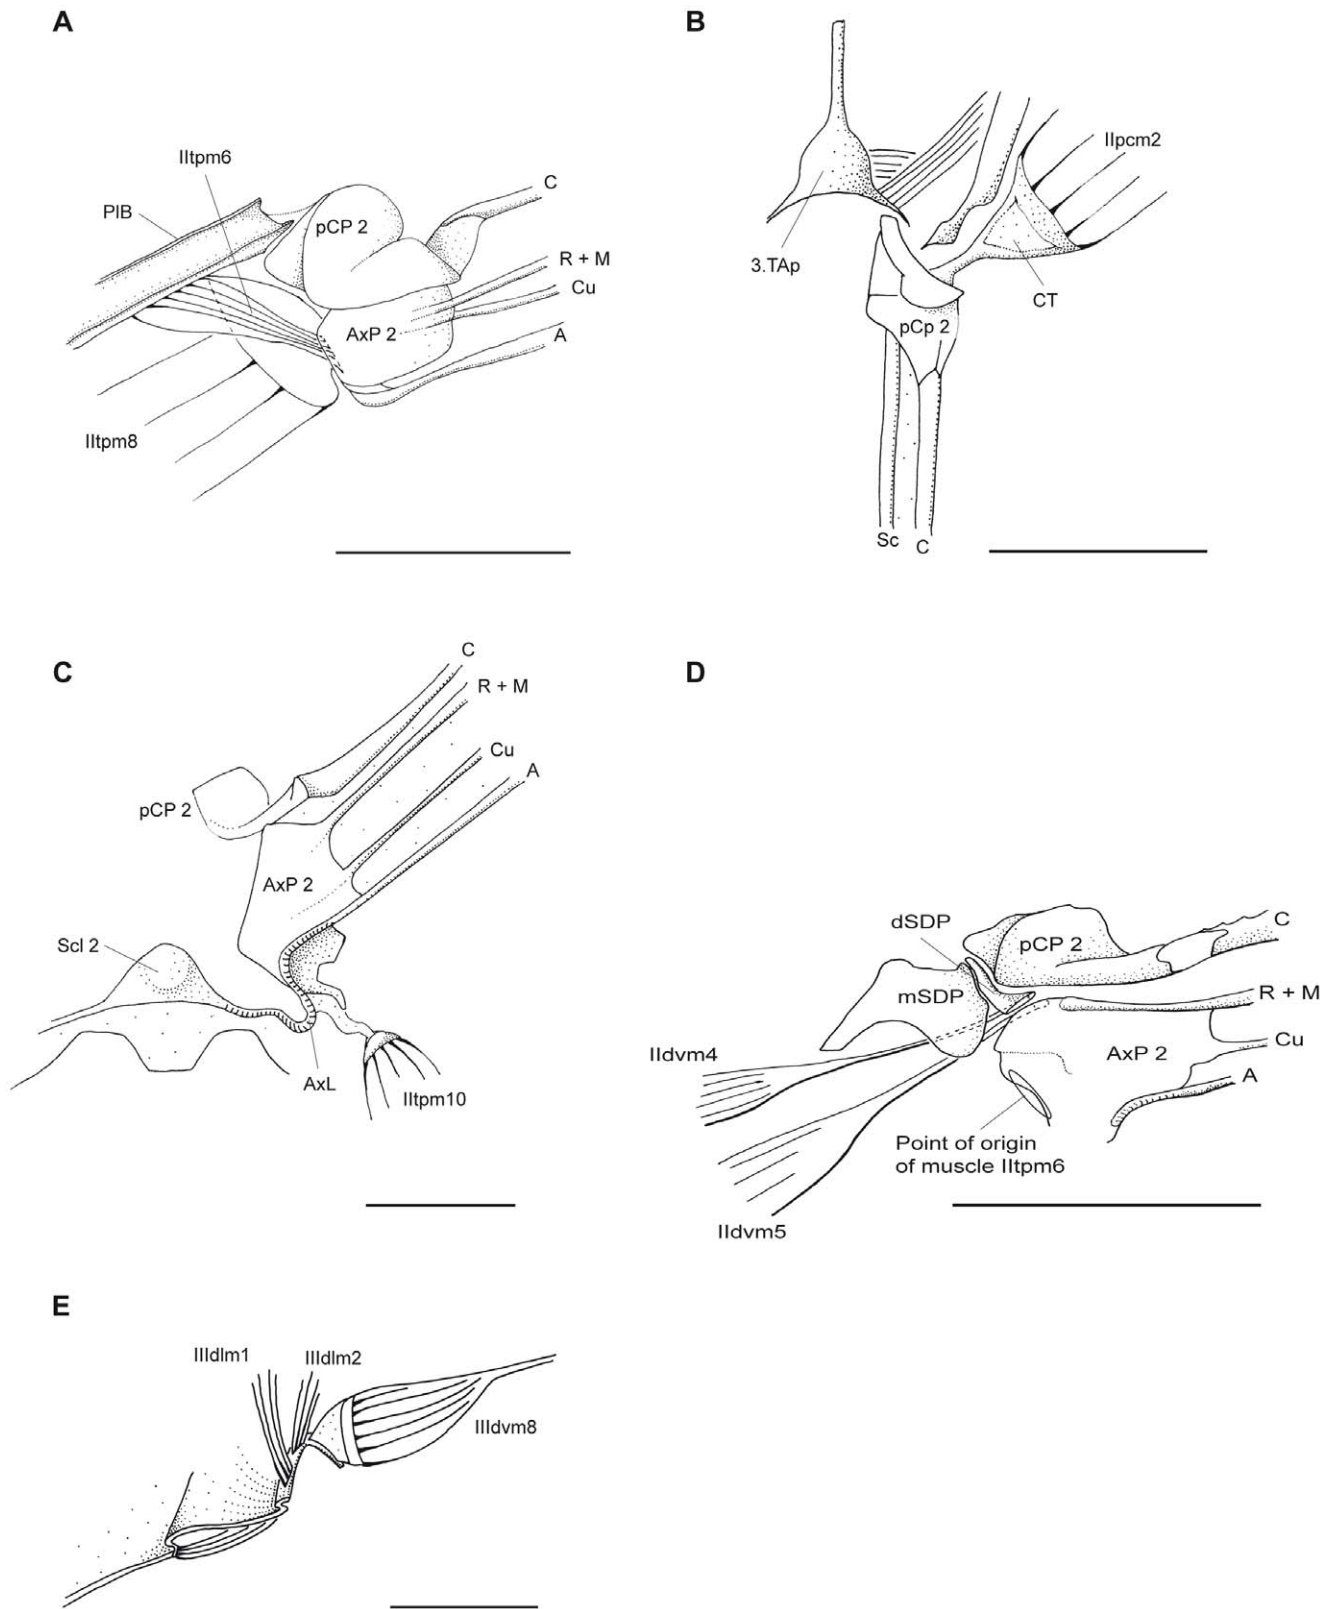 A
IItpm6
PlB
pCP 2
C
R + M
Cu
AxP 2
A
IItpm8
B
IIpcm2
3.TAp
CT
pCp 2
Sc
C
C
C
R + M
Cu
A
pCP 2
AxP 2
Scl 2
AxL
IItpm10
D
dSDP
pCP 2
C
mSDP
R + M
Cu
AxP 2
A
IIdvm4
Point of origin
of muscle IItpm6
IIdvm5
E
IIIdlm1
IIIdlm2
IIIdvm8